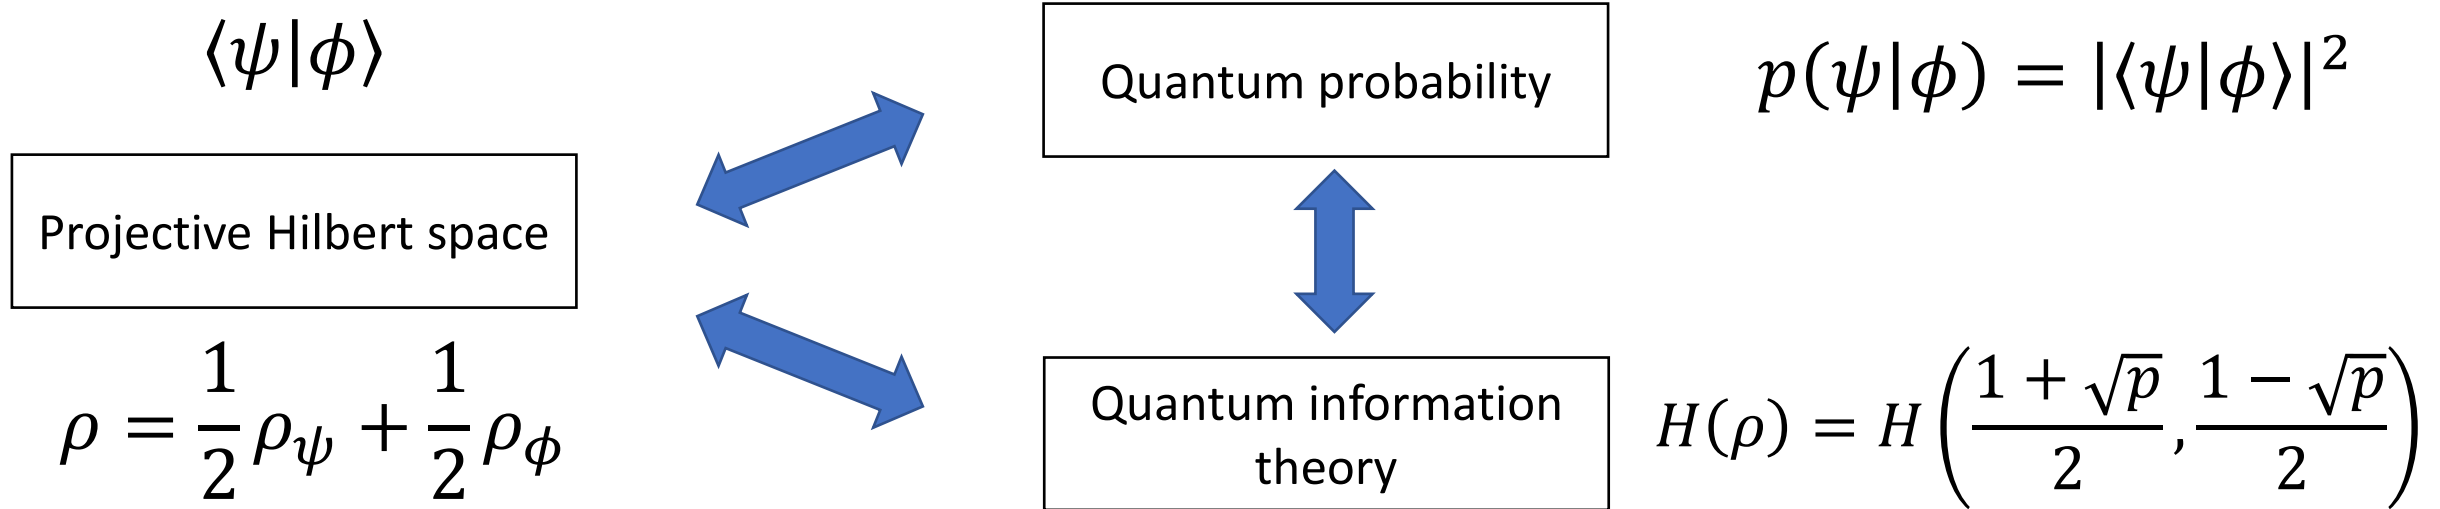 ⟨ψ|ϕ⟩
Projective Hilbert space
ρ = 1/2 ρ_ψ + 1/2 ρ_ϕ
Quantum probability
p(ψ|ϕ) = |⟨ψ|ϕ⟩|²
Quantum information
theory
H(ρ) = H((1 + √p)/2, (1 − √p)/2)